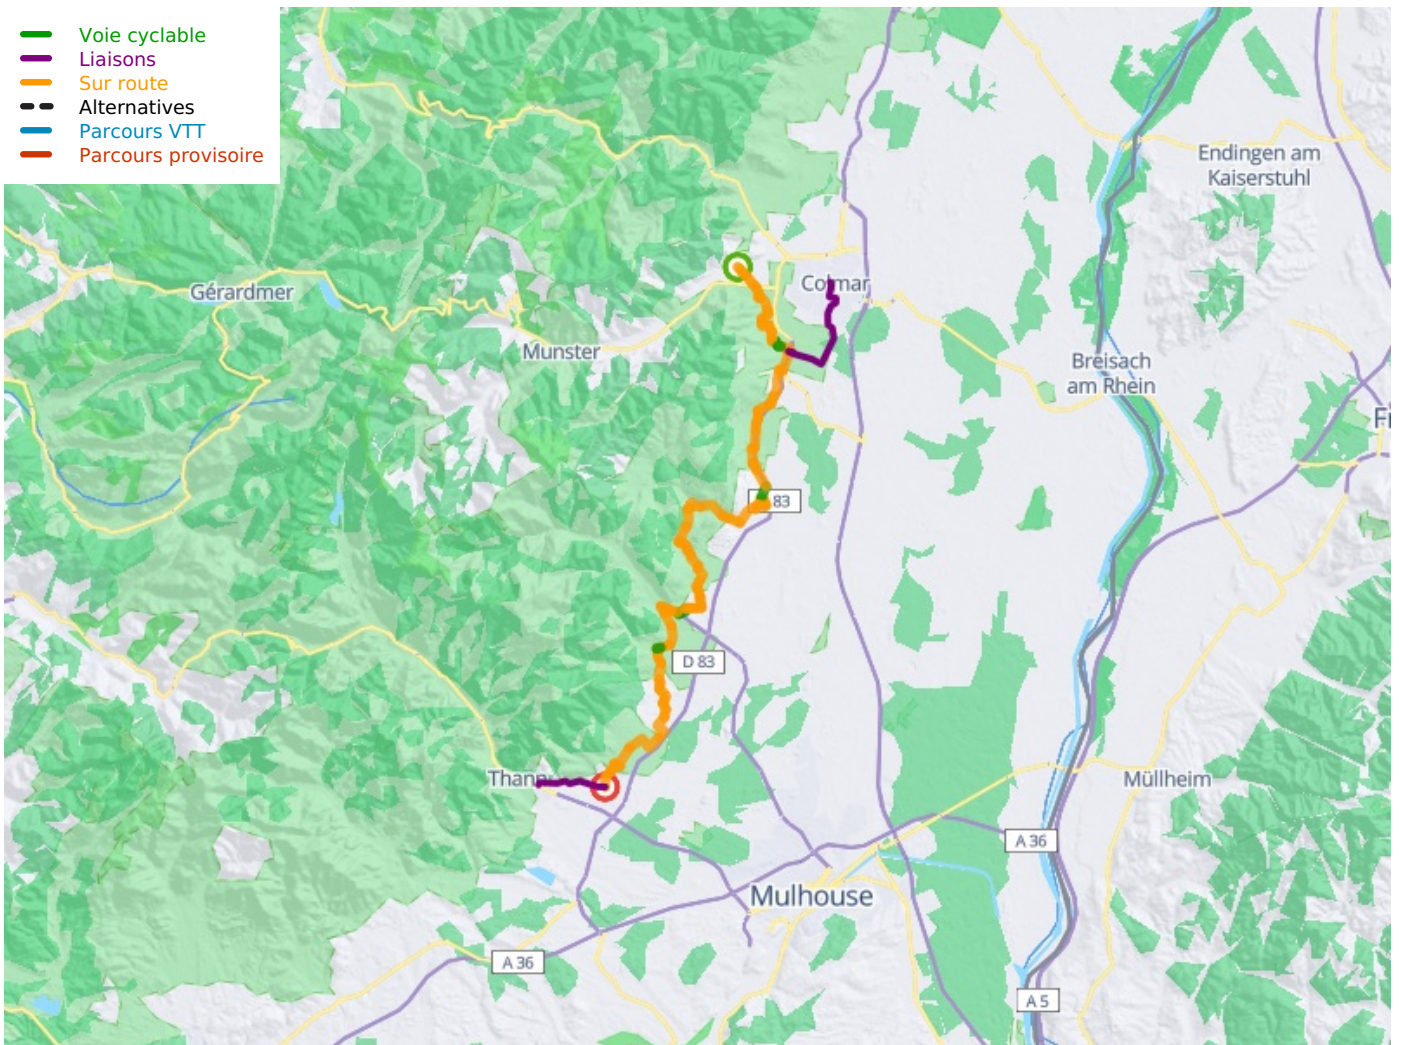 Voie cyclable
Liaisons
Sur route
Alternatives
Parcours VTT
Parcours provisoire
Endingen am
Kaiserstuhl
Gérardmer
Colmar
Munster
Breisach
am Rhein
83
D 83
Thann
Müllheim
A 36
Mulhouse
A 36
A 5